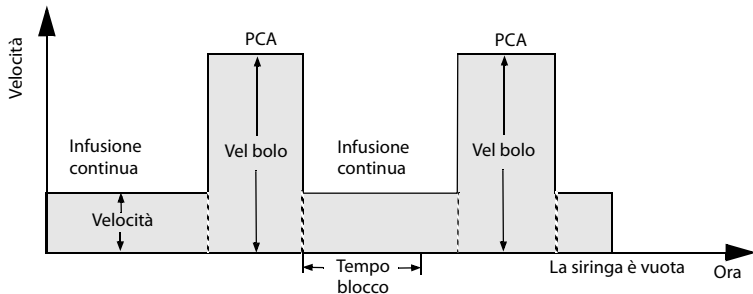 Velocità
PCA
PCA
Infusione
continua
Vel bolo
Infusione
continua
Vel bolo
Velocità
Tempo
blocco
La siringa è vuota
Ora